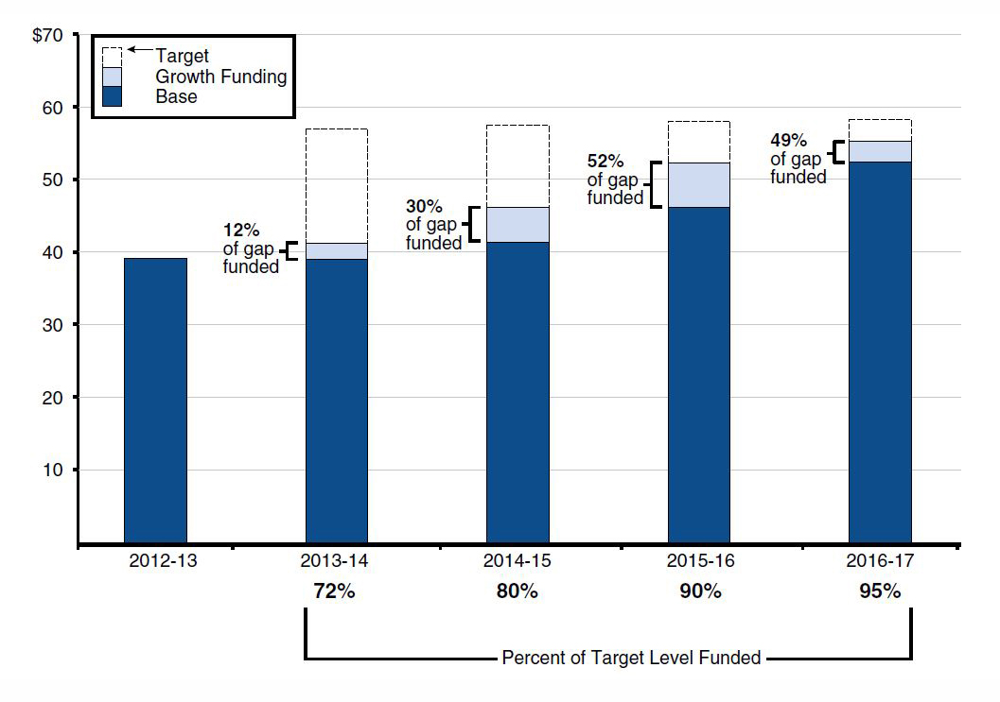 $70
60
50
40
30
20
10
Target
Growth Funding
Base
12%
of gap
funded
30%
of gap
funded
52%
of gap
funded
49%
of gap
funded
2012-13
2013-14
2014-15
2015-16
2016-17
72%
80%
90%
95%
Percent of Target Level Funded